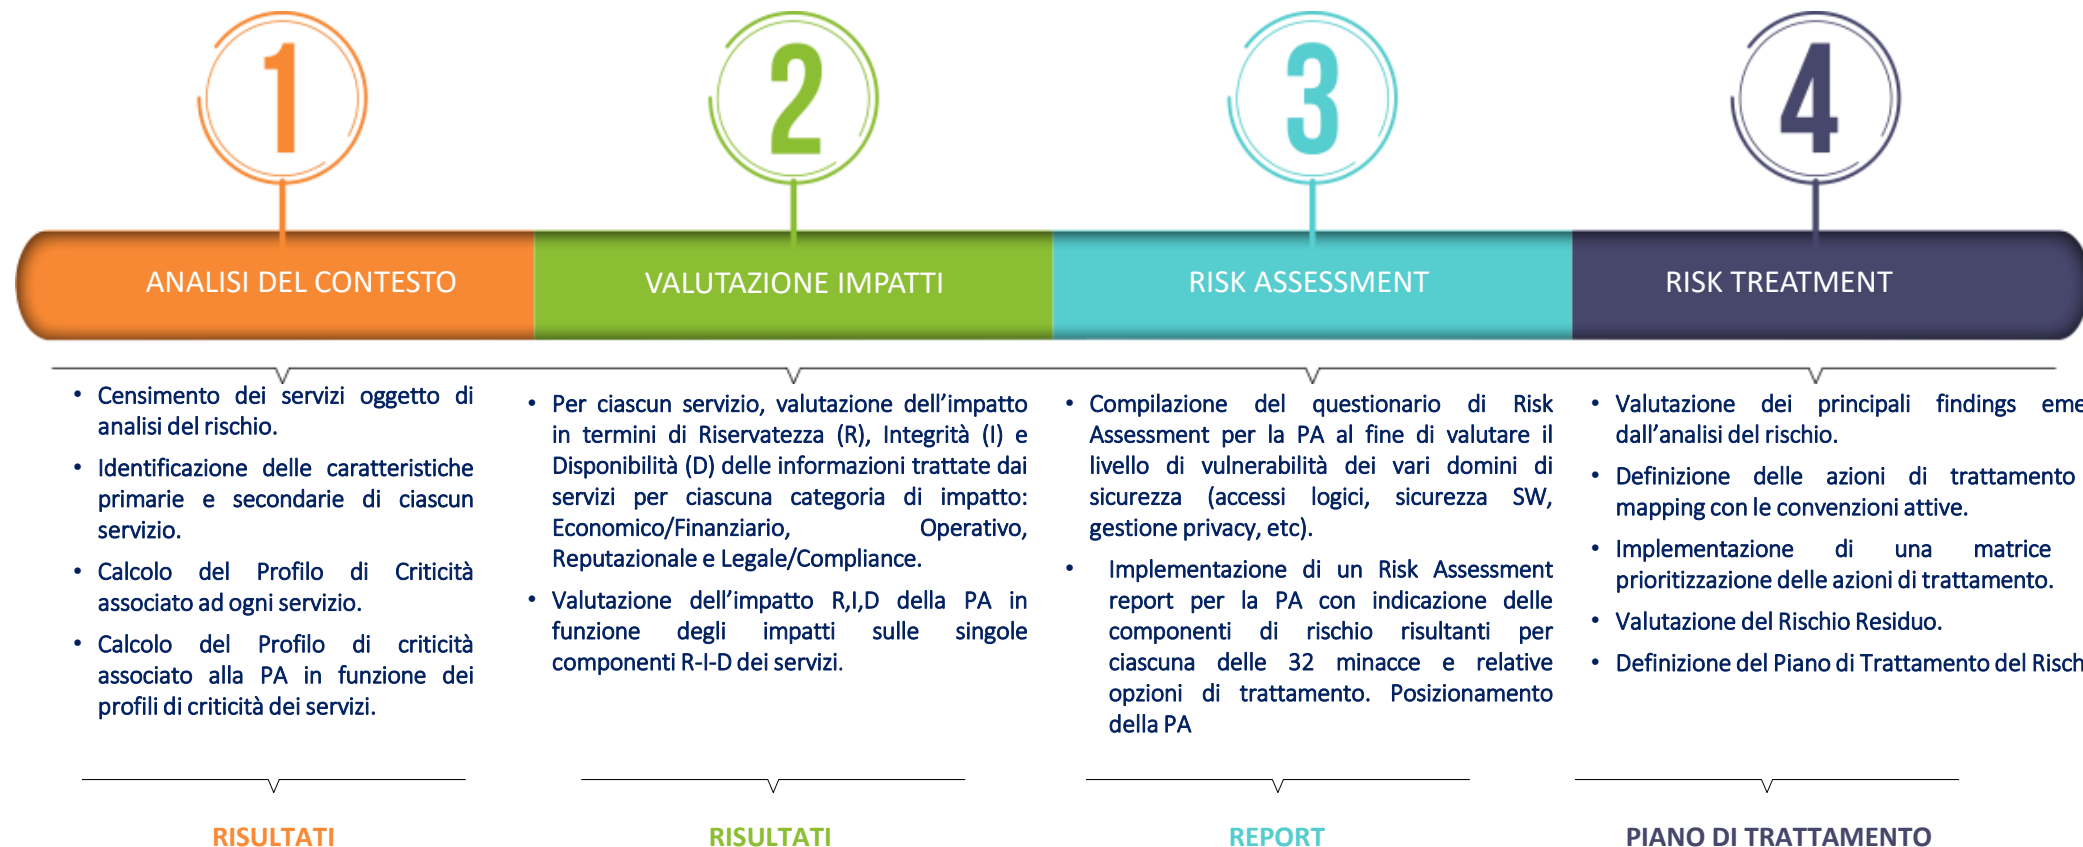 1
2
3
4
ANALISI DEL CONTESTO
VALUTAZIONE IMPATTI
RISK ASSESSMENT
RISK TREATMENT
• Censimento dei servizi oggetto di
analisi del rischio.
• Identificazione delle caratteristiche
primarie e secondarie di ciascun
servizio.
• Calcolo del Profilo di Criticità
associato ad ogni servizio.
• Calcolo del Profilo di criticità
associato alla PA in funzione dei
profili di criticità dei servizi.
• Per ciascun servizio, valutazione dell’impatto
in termini di Riservatezza (R), Integrità (I) e
Disponibilità (D) delle informazioni trattate dai
servizi per ciascuna categoria di impatto:
Economico/Finanziario, Operativo,
Reputazionale e Legale/Compliance.
• Valutazione dell’impatto R,I,D della PA in
funzione degli impatti sulle singole
componenti R-I-D dei servizi.
• Compilazione del questionario di Risk
Assessment per la PA al fine di valutare il
livello di vulnerabilità dei vari domini di
sicurezza (accessi logici, sicurezza SW,
gestione privacy, etc).
• Implementazione di un Risk Assessment
report per la PA con indicazione delle
componenti di rischio risultanti per
ciascuna delle 32 minacce e relative
opzioni di trattamento. Posizionamento
della PA
• Valutazione dei principali findings
dall’analisi del rischio.
• Definizione delle azioni di trattamento
mapping con le convenzioni attive.
• Implementazione di una matrice
prioritizzazione delle azioni di trattamento.
• Valutazione del Rischio Residuo.
• Definizione del Piano di Trattamento del
RISULTATI
RISULTATI
REPORT
PIANO DI TRATTAMENTO